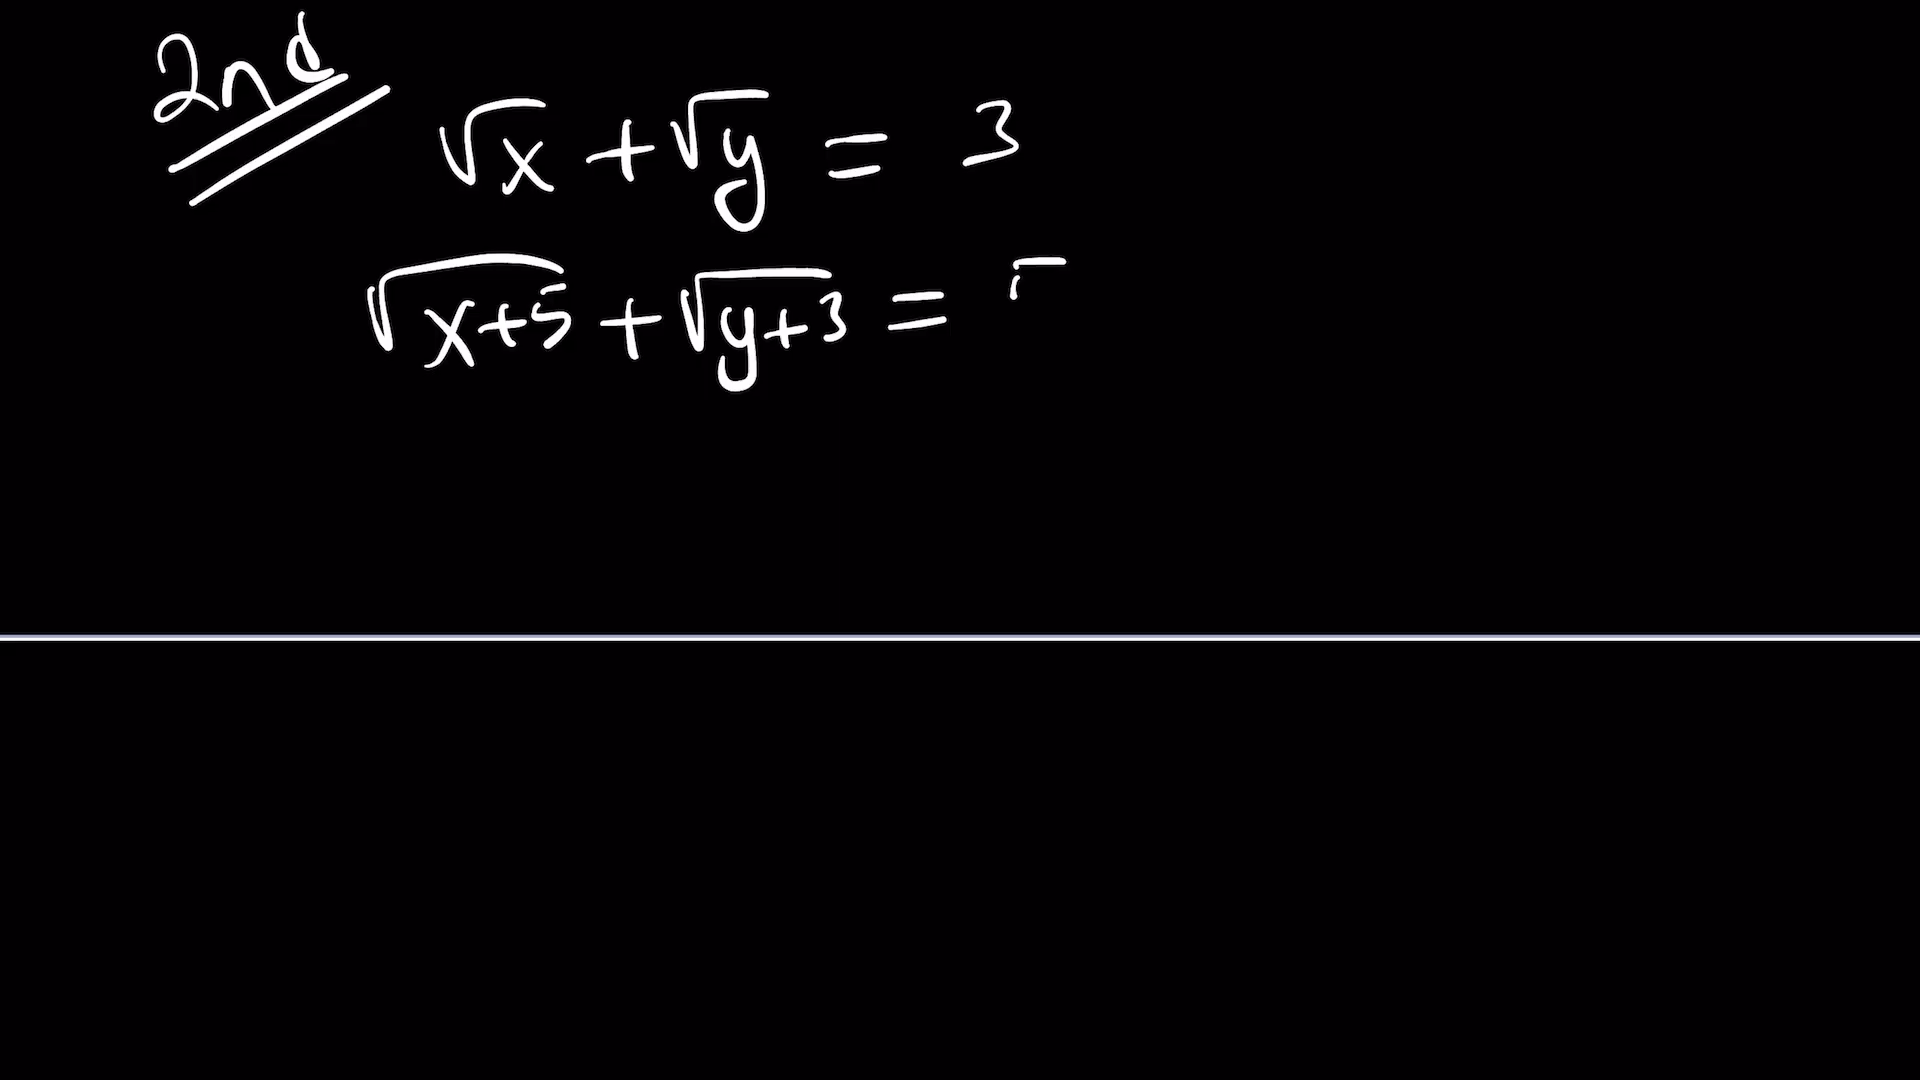 2nd
√x + √y = 3
√x+5 + √y+3 =